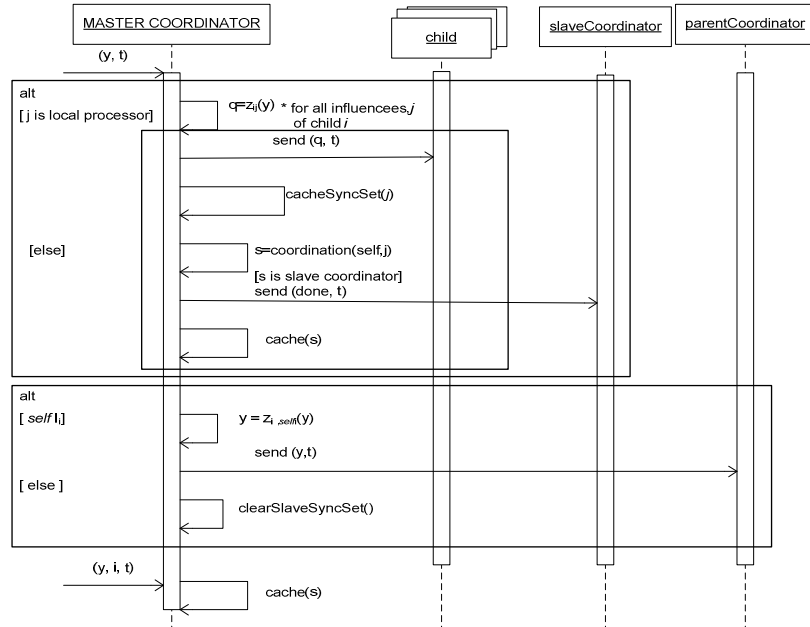 MASTER COORDINATOR
child
slaveCoordinator
parentCoordinator
(y, t)
alt
[j is local processor]
q=zij(y) * for all influencees,j
of child i
send (q, t)
cacheSyncSet(j)
[else]
s=coordination(self,j)
[s is slave coordinator]
send (done, t)
cache(s)
alt
[ self Ii]
y = zi ,self(y)
send (y,t)
[ else ]
clearSlaveSyncSet()
(y, i, t)
cache(s)